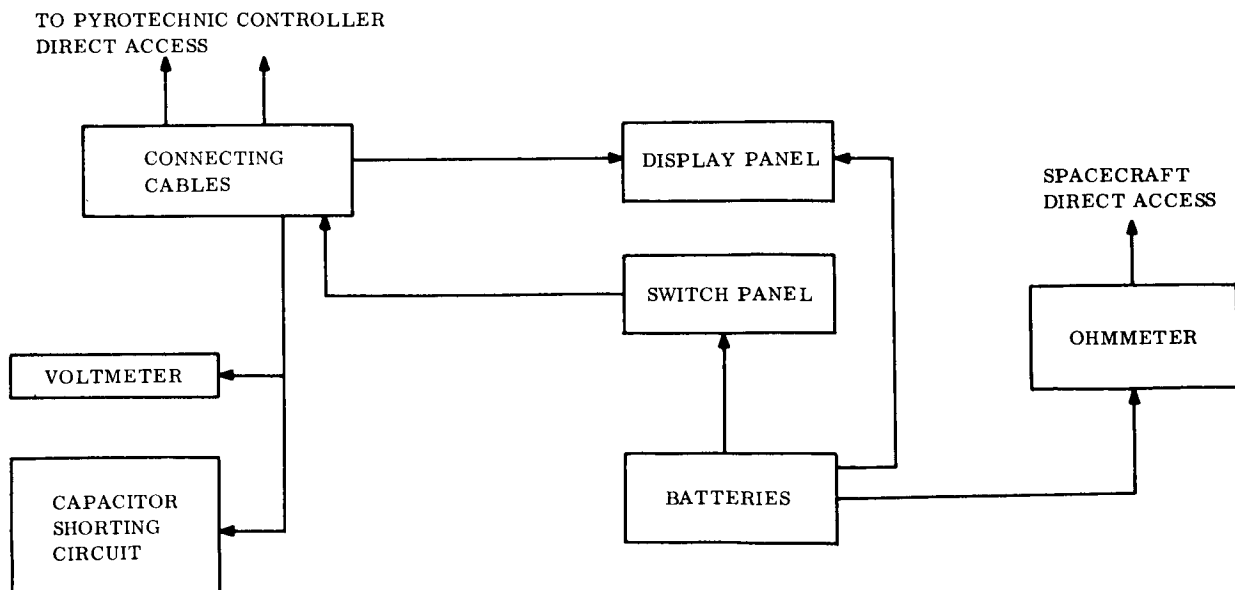 TO PYROTECHNIC CONTROLLER
DIRECT ACCESS
CONNECTING
CABLES
DISPLAY PANEL
SPACECRAFT
DIRECT ACCESS
SWITCH PANEL
OHMMETER
VOLTMETER
BATTERIES
CAPACITOR
SHORTING
CIRCUIT